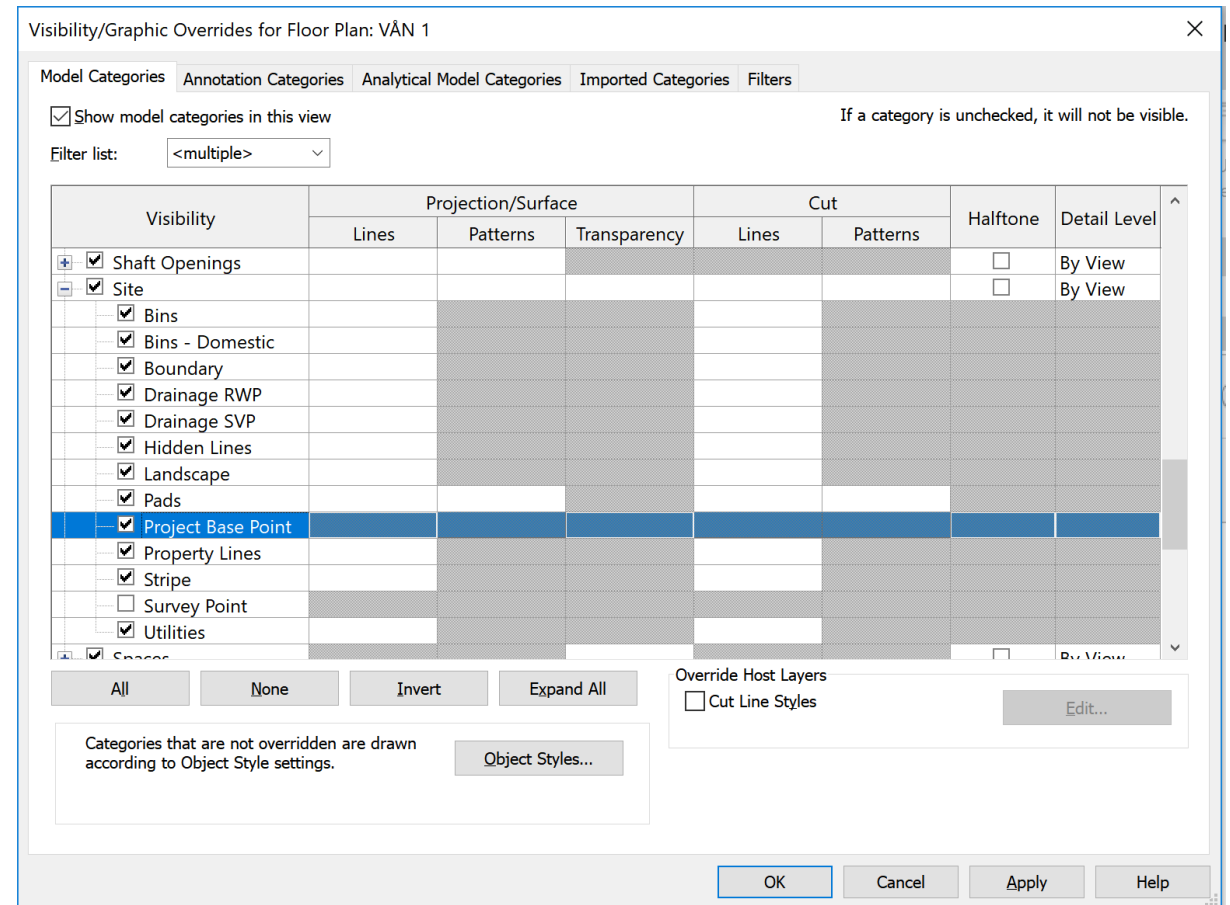 Visibility/Graphic Overrides for Floor Plan: VÅN 1
Model Categories Annotation Categories Analytical Model Categories Imported Categories Filters
Show model categories in this view
If a category is unchecked, it will not be visible.
Filter list: <multiple>
Visibility Projection/Surface Cut Halftone Detail Level
Lines Patterns Transparency Lines Patterns
Shaft Openings By View
Site By View
Bins
Bins - Domestic
Boundary
Drainage RWP
Drainage SVP
Hidden Lines
Landscape
Pads
Project Base Point
Property Lines
Stripe
Survey Point
Utilities
Spaces By View
All None Invert Expand All
Override Host Layers
Cut Line Styles
Edit...
Categories that are not overridden are drawn
according to Object Style settings.
Object Styles...
OK Cancel Apply Help